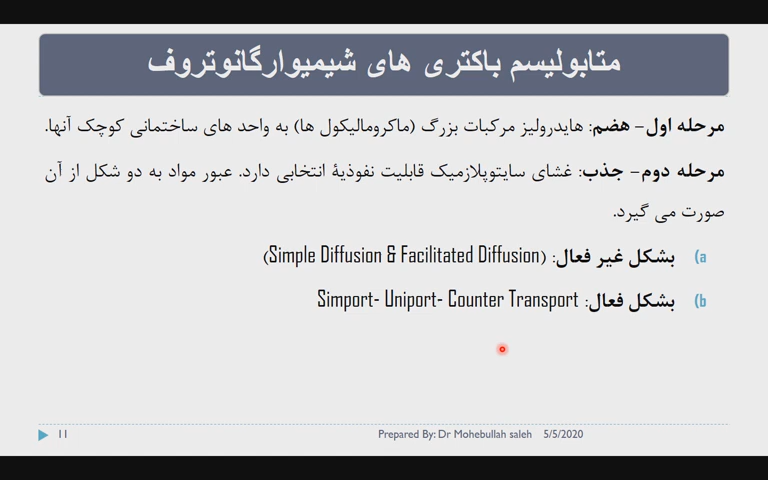 متابولیسم باکتری های شیمیوارگانوتروف
مرحله اول- هضم: هایدرولیز مرکبات بزرگ (ماکرومالیکول ها) به واحد های ساختمانی کوچک آنها.
مرحله دوم- جذب: غشای سایتوپلازمیک قابلیت نفوذیهٔ انتخابی دارد. عبور مواد به دو شکل از آن
صورت می گیرد.
a) بشکل غیر فعال: (Simple Diffusion & Facilitated Diffusion)
b) بشکل فعال: Simport- Uniport- Counter Transport
11 Prepared By: Dr Mohebullah saleh 5/5/2020